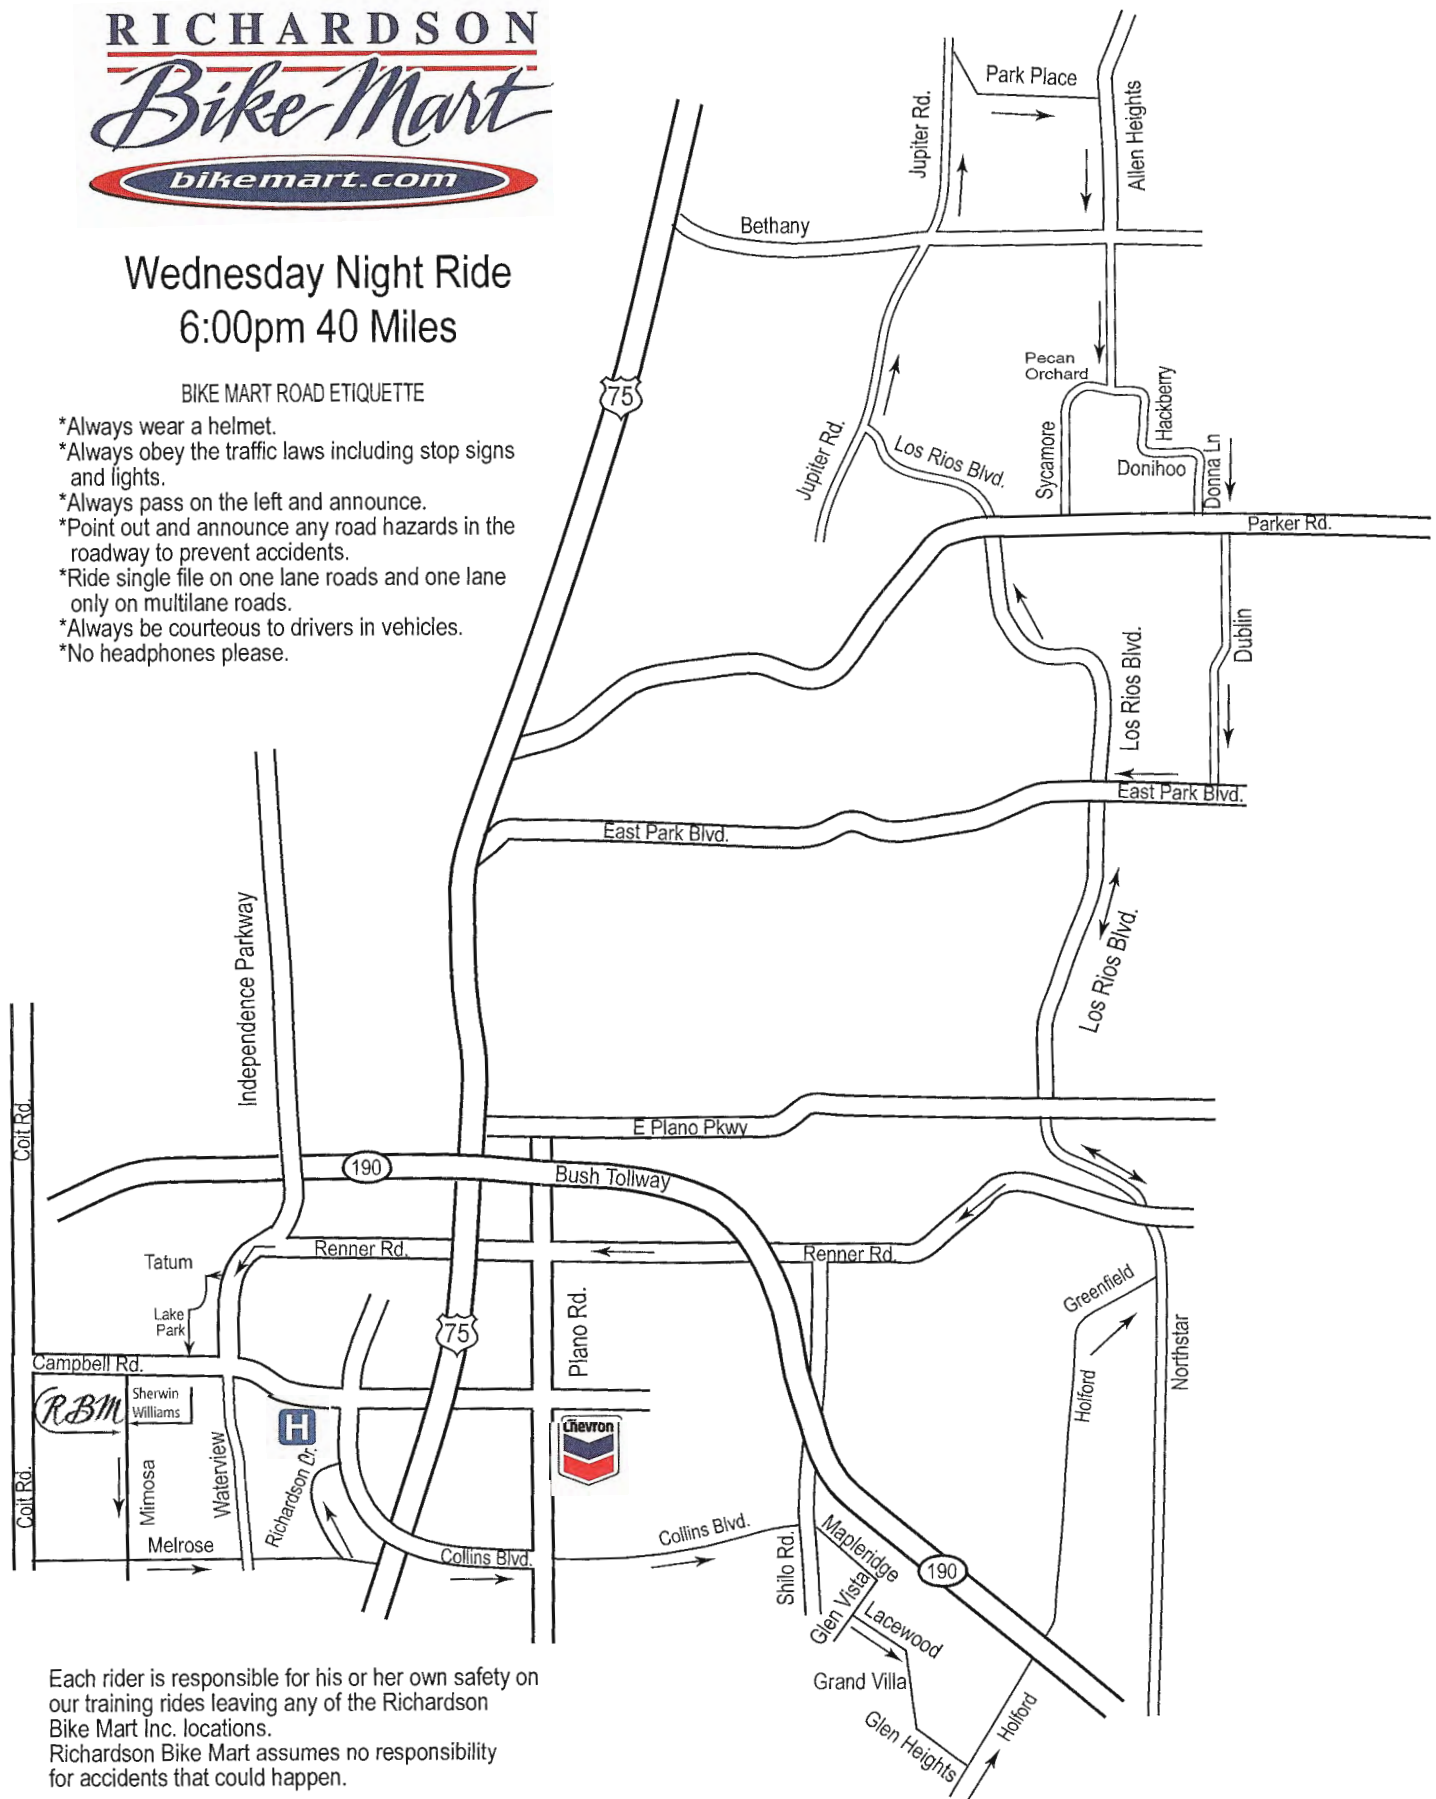 RICHARDSON
Bike Mart
bikemart.com
Wednesday Night Ride
6:00pm 40 Miles
BIKE MART ROAD ETIQUETTE
*Always wear a helmet.
*Always obey the traffic laws including stop signs
and lights.
*Always pass on the left and announce.
*Point out and announce any road hazards in the
roadway to prevent accidents.
*Ride single file on one lane roads and one lane
only on multilane roads.
*Always be courteous to drivers in vehicles.
*No headphones please.
Park Place
Jupiter Rd.
Allen Heights
Bethany
75
Pecan
Orchard
Hackberry
Sycamore
Jupiter Rd.
Los Rios Blvd.
Donihoo
Donna Ln
Parker Rd.
Dublin
Los Rios Blvd.
East Park Blvd.
East Park Blvd.
Independence Parkway
Los Rios Blvd.
Coit Rd.
E Plano Pkwy
190
Bush Tollway
Renner Rd.
Renner Rd.
Tatum
Lake
Park
Greenfield
Plano Rd.
75
Northstar
Holford
Campbell Rd.
RBM
Sherwin
Williams
H
Chevron
Coit Rd.
Mimosa
Waterview
Richardson Dr.
Melrose
Collins Blvd.
Collins Blvd.
Shilo Rd.
Mapleridge
190
Glen Vista
Lacewood
Grand Villa
Glen Heights
Holford
Each rider is responsible for his or her own safety on
our training rides leaving any of the Richardson
Bike Mart Inc. locations.
Richardson Bike Mart assumes no responsibility
for accidents that could happen.